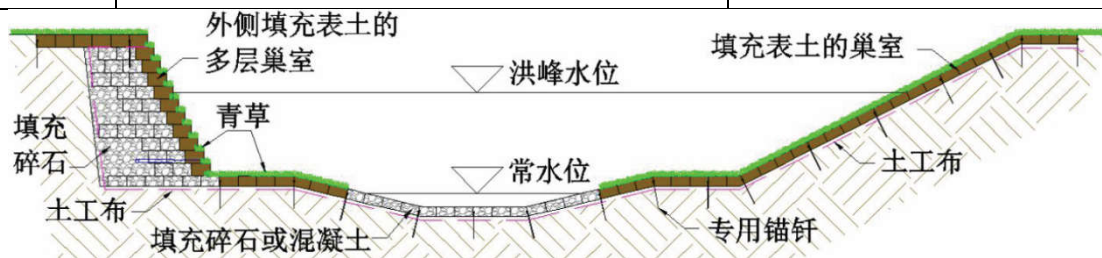 外侧填充表土的
多层巢室
洪峰水位
填充表土的巢室
填充
碎石
青草
常水位
土工布
土工布
填充碎石或混凝土
专用锚钎